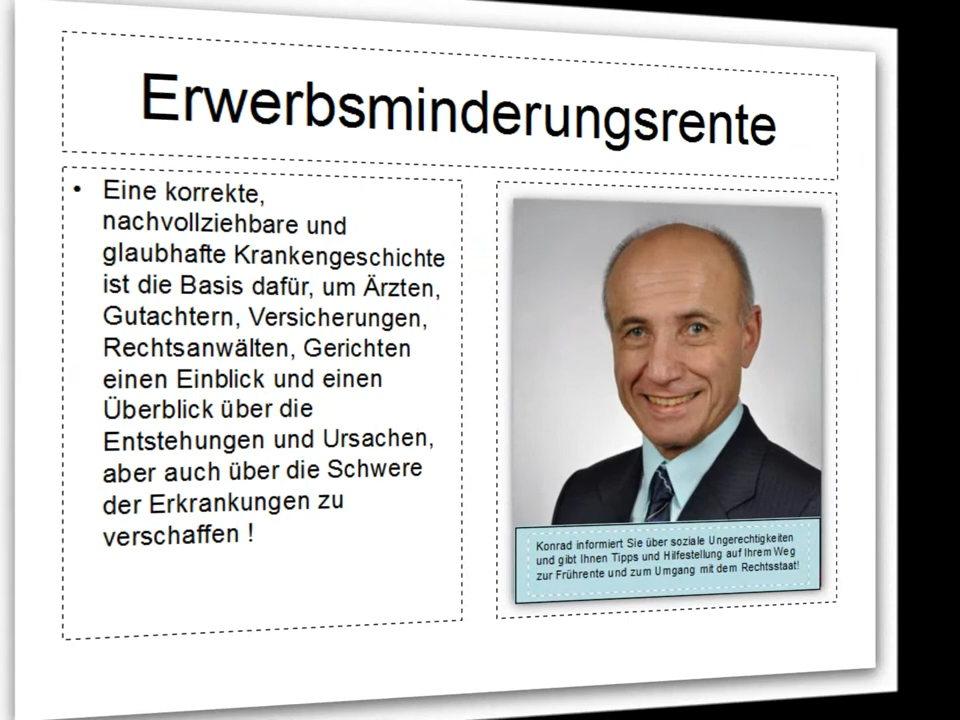 Erwerbsminderungsrente
• Eine korrekte,
nachvollziehbare und
glaubhafte Krankengeschichte
ist die Basis dafür, um Ärzten,
Gutachtern, Versicherungen,
Rechtsanwälten, Gerichten
einen Einblick und einen
Überblick über die
Entstehungen und Ursachen,
aber auch über die Schwere
der Erkrankungen zu
verschaffen !
Konrad informiert Sie über soziale Ungerechtigkeiten
und gibt Ihnen Tipps und Hilfestellung auf Ihrem Weg
zur Frührente und zum Umgang mit dem Rechtsstaat!